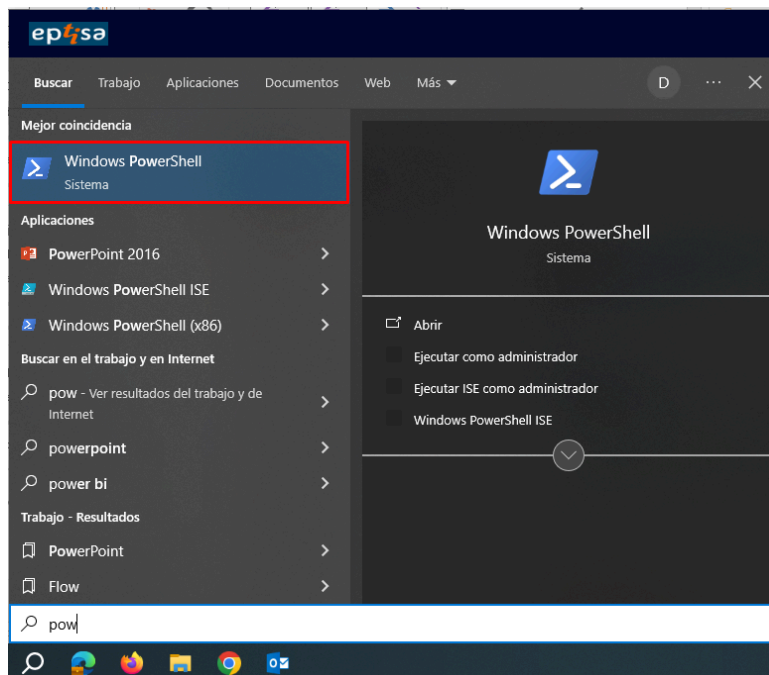 eptisa
Buscar Trabajo Aplicaciones Documentos Web Más D ...
Mejor coincidencia
Windows PowerShell
Sistema
Aplicaciones
PowerPoint 2016
Windows PowerShell ISE
Windows PowerShell (x86)
Buscar en el trabajo y en Internet
pow - Ver resultados del trabajo y de
Internet
powerpoint
power bi
Trabajo - Resultados
PowerPoint
Flow
Windows PowerShell
Sistema
Abrir
Ejecutar como administrador
Ejecutar ISE como administrador
Windows PowerShell ISE
pow